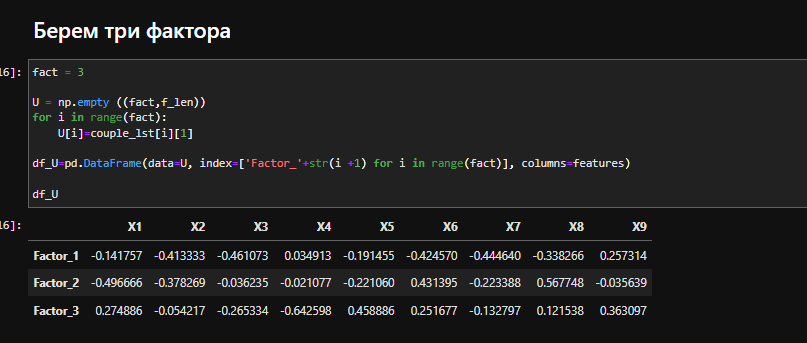 Берем три фактора
16]:
fact = 3
U = np.empty ((fact,f_len))
for i in range(fact):
    U[i]=couple_lst[i][1]
df_U=pd.DataFrame(data=U, index=['Factor_'+str(i +1) for i in range(fact)], columns=features)
df_U
16]:
X1 X2 X3 X4 X5 X6 X7 X8 X9
Factor_1 -0.141757 -0.413333 -0.461073 0.034913 -0.191455 -0.424570 -0.444640 -0.338266 0.257314
Factor_2 -0.496666 -0.378269 -0.036235 -0.021077 -0.221060 0.431395 -0.223388 0.567748 -0.035639
Factor_3 0.274886 -0.054217 -0.265334 -0.642598 0.458886 0.251677 -0.132797 0.121538 0.363097